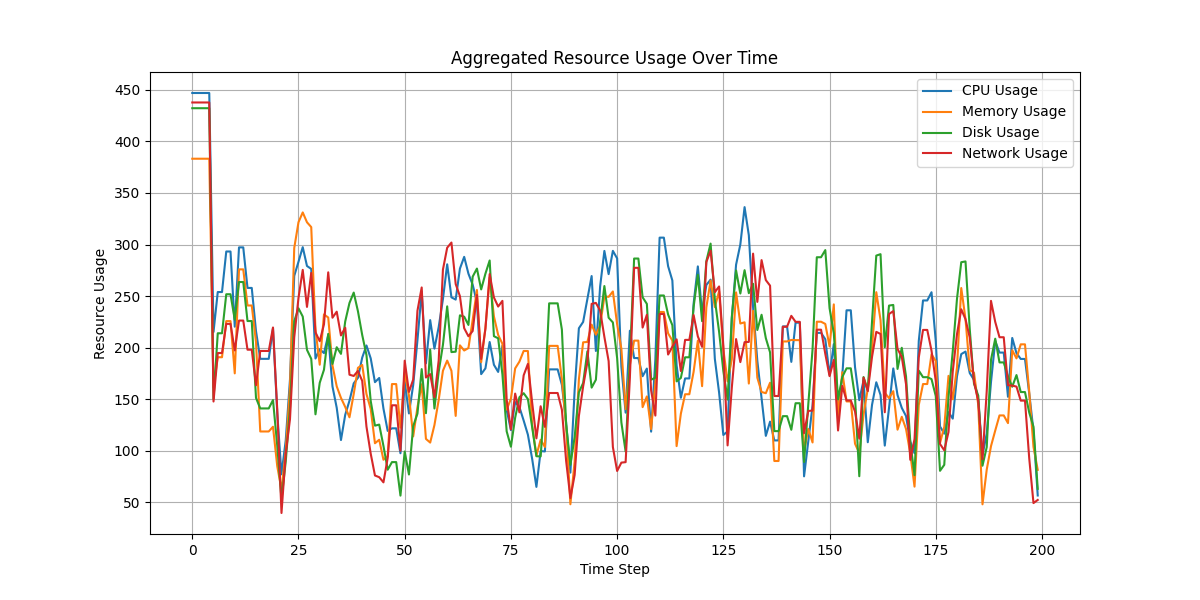 Aggregated Resource Usage Over Time
CPU Usage
Memory Usage
Disk Usage
Network Usage
Resource Usage
450
400
350
300
250
200
150
100
50
0 25 50 75 100 125 150 175 200
Time Step